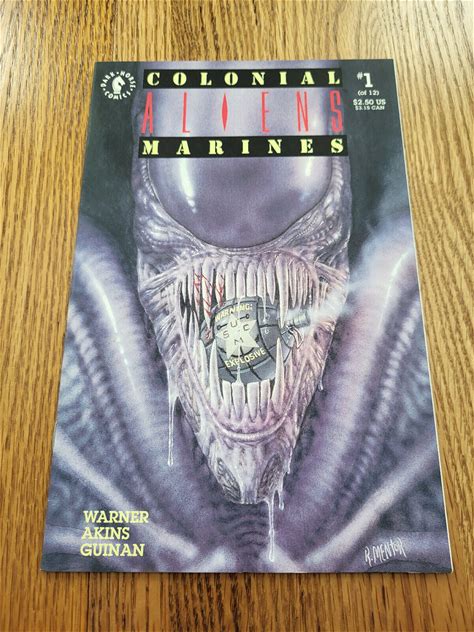 DARK HORSE COMICS
COLONIAL
ALIENS
MARINES
#1
(of 12)
$2.50 US
$3.15 CAN
WARNING:
U S
C M
EXPLOSIVE
WARNER
AKINS
GUINAN
R.MENTOR